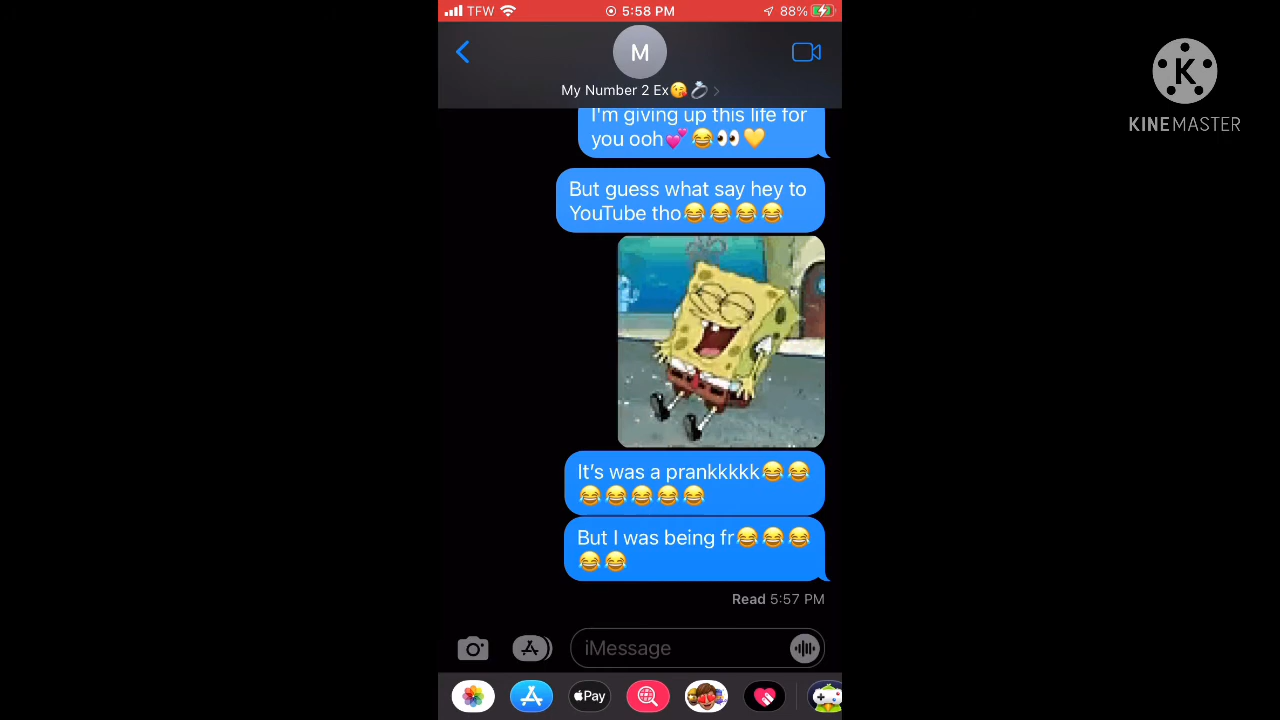 TFW 5:58 PM 88%
M
My Number 2 Ex😘💍
I'm giving up this life for
you ooh💕😂👀💛
But guess what say hey to
YouTube tho😂😂😂😂
It's was a prankkkkk😂😂
😂😂😂😂😂
But I was being fr😂😂😂
😂😂
Read 5:57 PM
iMessage
Pay
K
KINEMASTER